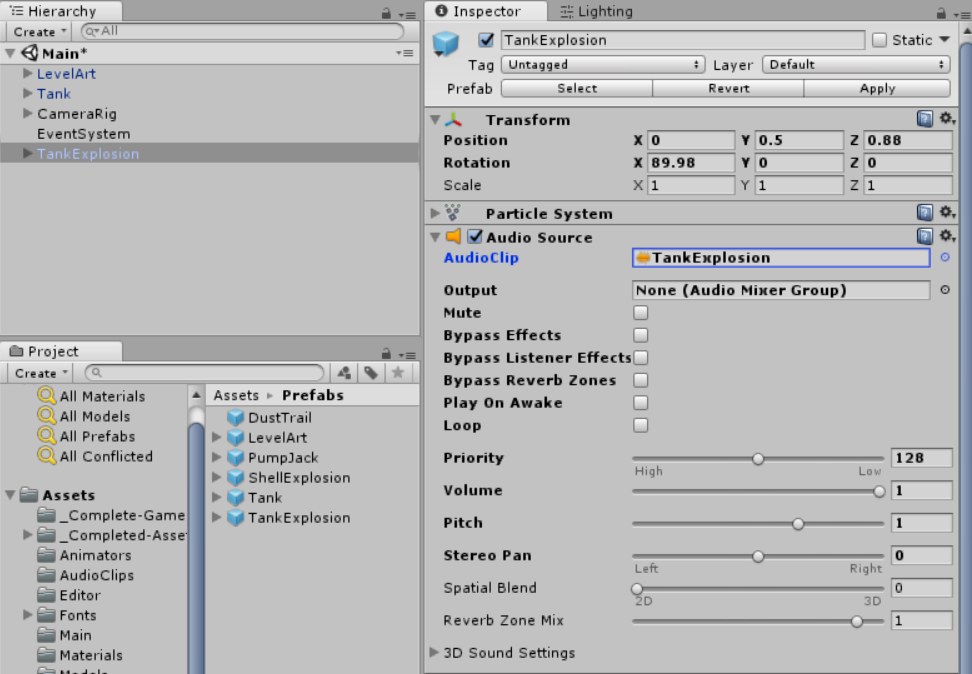 Hierarchy
Create
All
Main*
LevelArt
Tank
CameraRig
EventSystem
TankExplosion
Project
Create
All Materials
All Models
All Prefabs
All Conflicted
Assets
_Complete-Game
_Completed-Asse
Animators
AudioClips
Editor
Fonts
Main
Materials
Models
Assets Prefabs
DustTrail
LevelArt
PumpJack
ShellExplosion
Tank
TankExplosion
Inspector Lighting
TankExplosion Static
Tag Untagged Layer Default
Prefab Select Revert Apply
Transform
Position X 0 Y 0.5 Z 0.88
Rotation X 89.98 Y 0 Z 0
Scale X 1 Y 1 Z 1
Particle System
Audio Source
AudioClip TankExplosion
Output None (Audio Mixer Group)
Mute
Bypass Effects
Bypass Listener Effects
Bypass Reverb Zones
Play On Awake
Loop
Priority 128
High Low
Volume 1
Pitch 1
Stereo Pan 0
Left Right
Spatial Blend 0
2D 3D
Reverb Zone Mix 1
3D Sound Settings